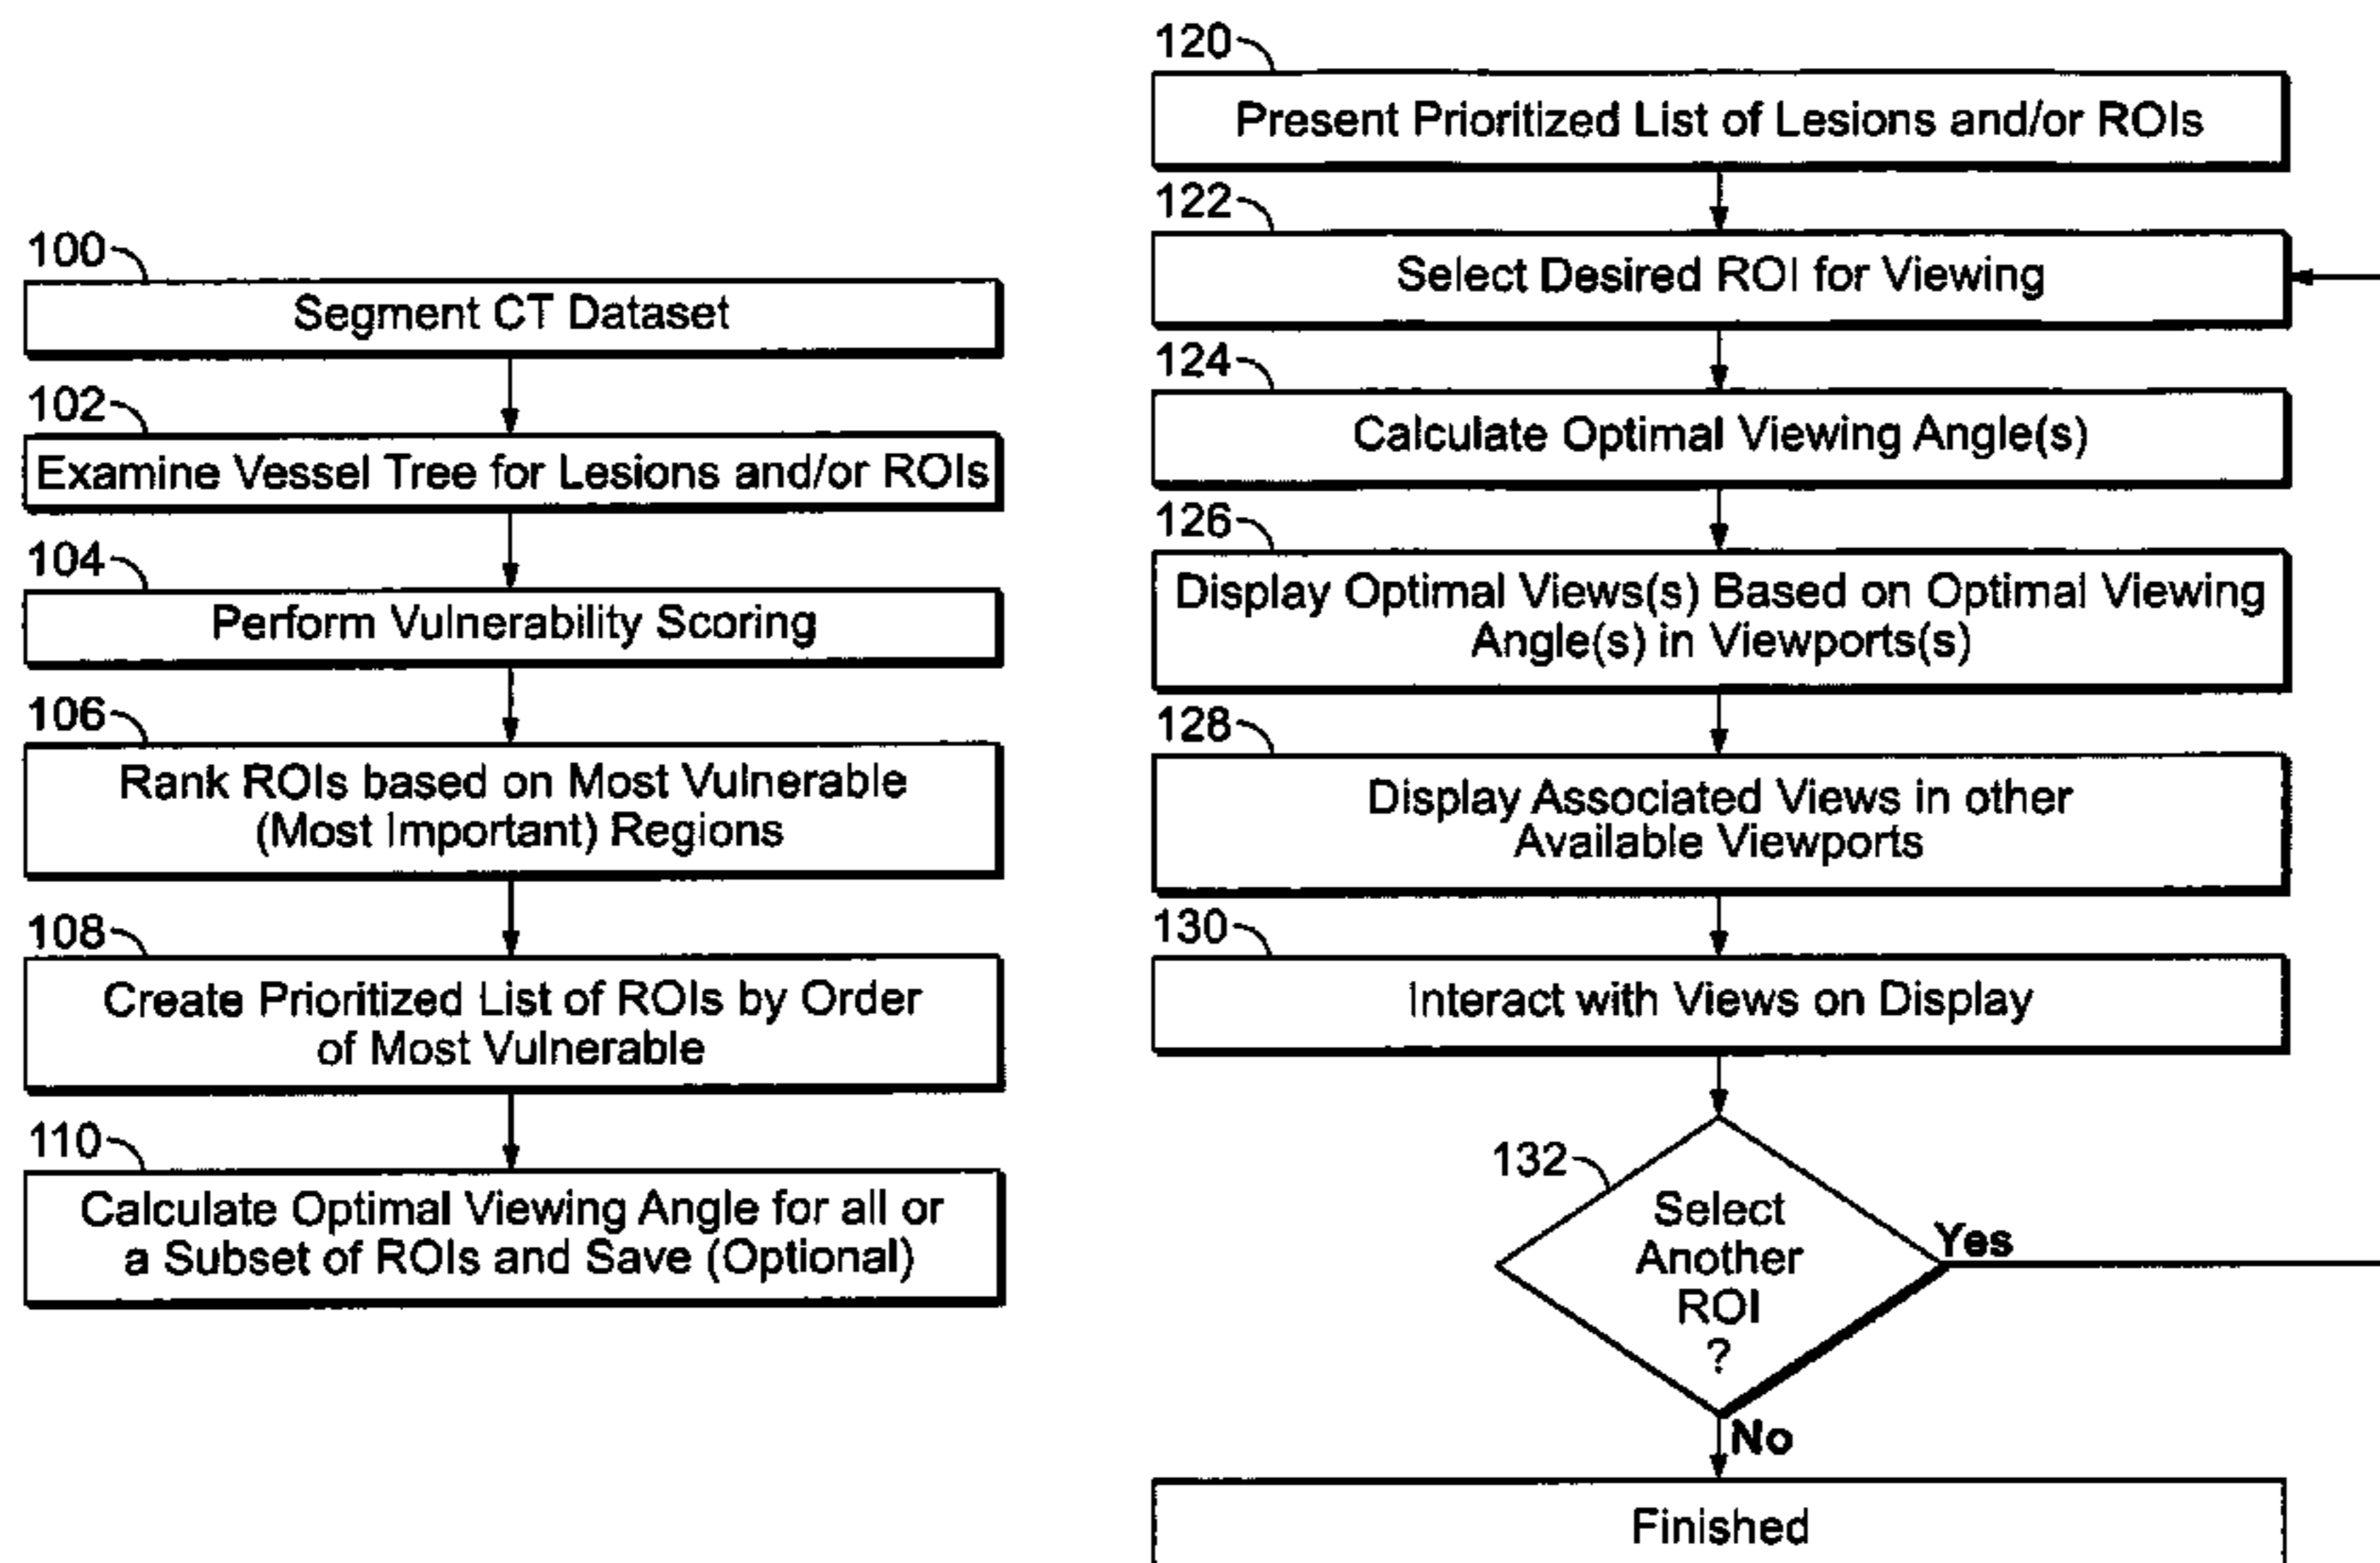 100
Segment CT Dataset
102
Examine Vessel Tree for Lesions and/or ROIs
104
Perform Vulnerability Scoring
106
Rank ROIs based on Most Vulnerable
(Most Important) Regions
108
Create Prioritized List of ROIs by Order
of Most Vulnerable
110
Calculate Optimal Viewing Angle for all or
a Subset of ROIs and Save (Optional)
120
Present Prioritized List of Lesions and/or ROIs
122
Select Desired ROI for Viewing
124
Calculate Optimal Viewing Angle(s)
126
Display Optimal Views(s) Based on Optimal Viewing
Angle(s) in Viewports(s)
128
Display Associated Views in other
Available Viewports
130
Interact with Views on Display
132
Select
Another
ROI
?
Yes
No
Finished